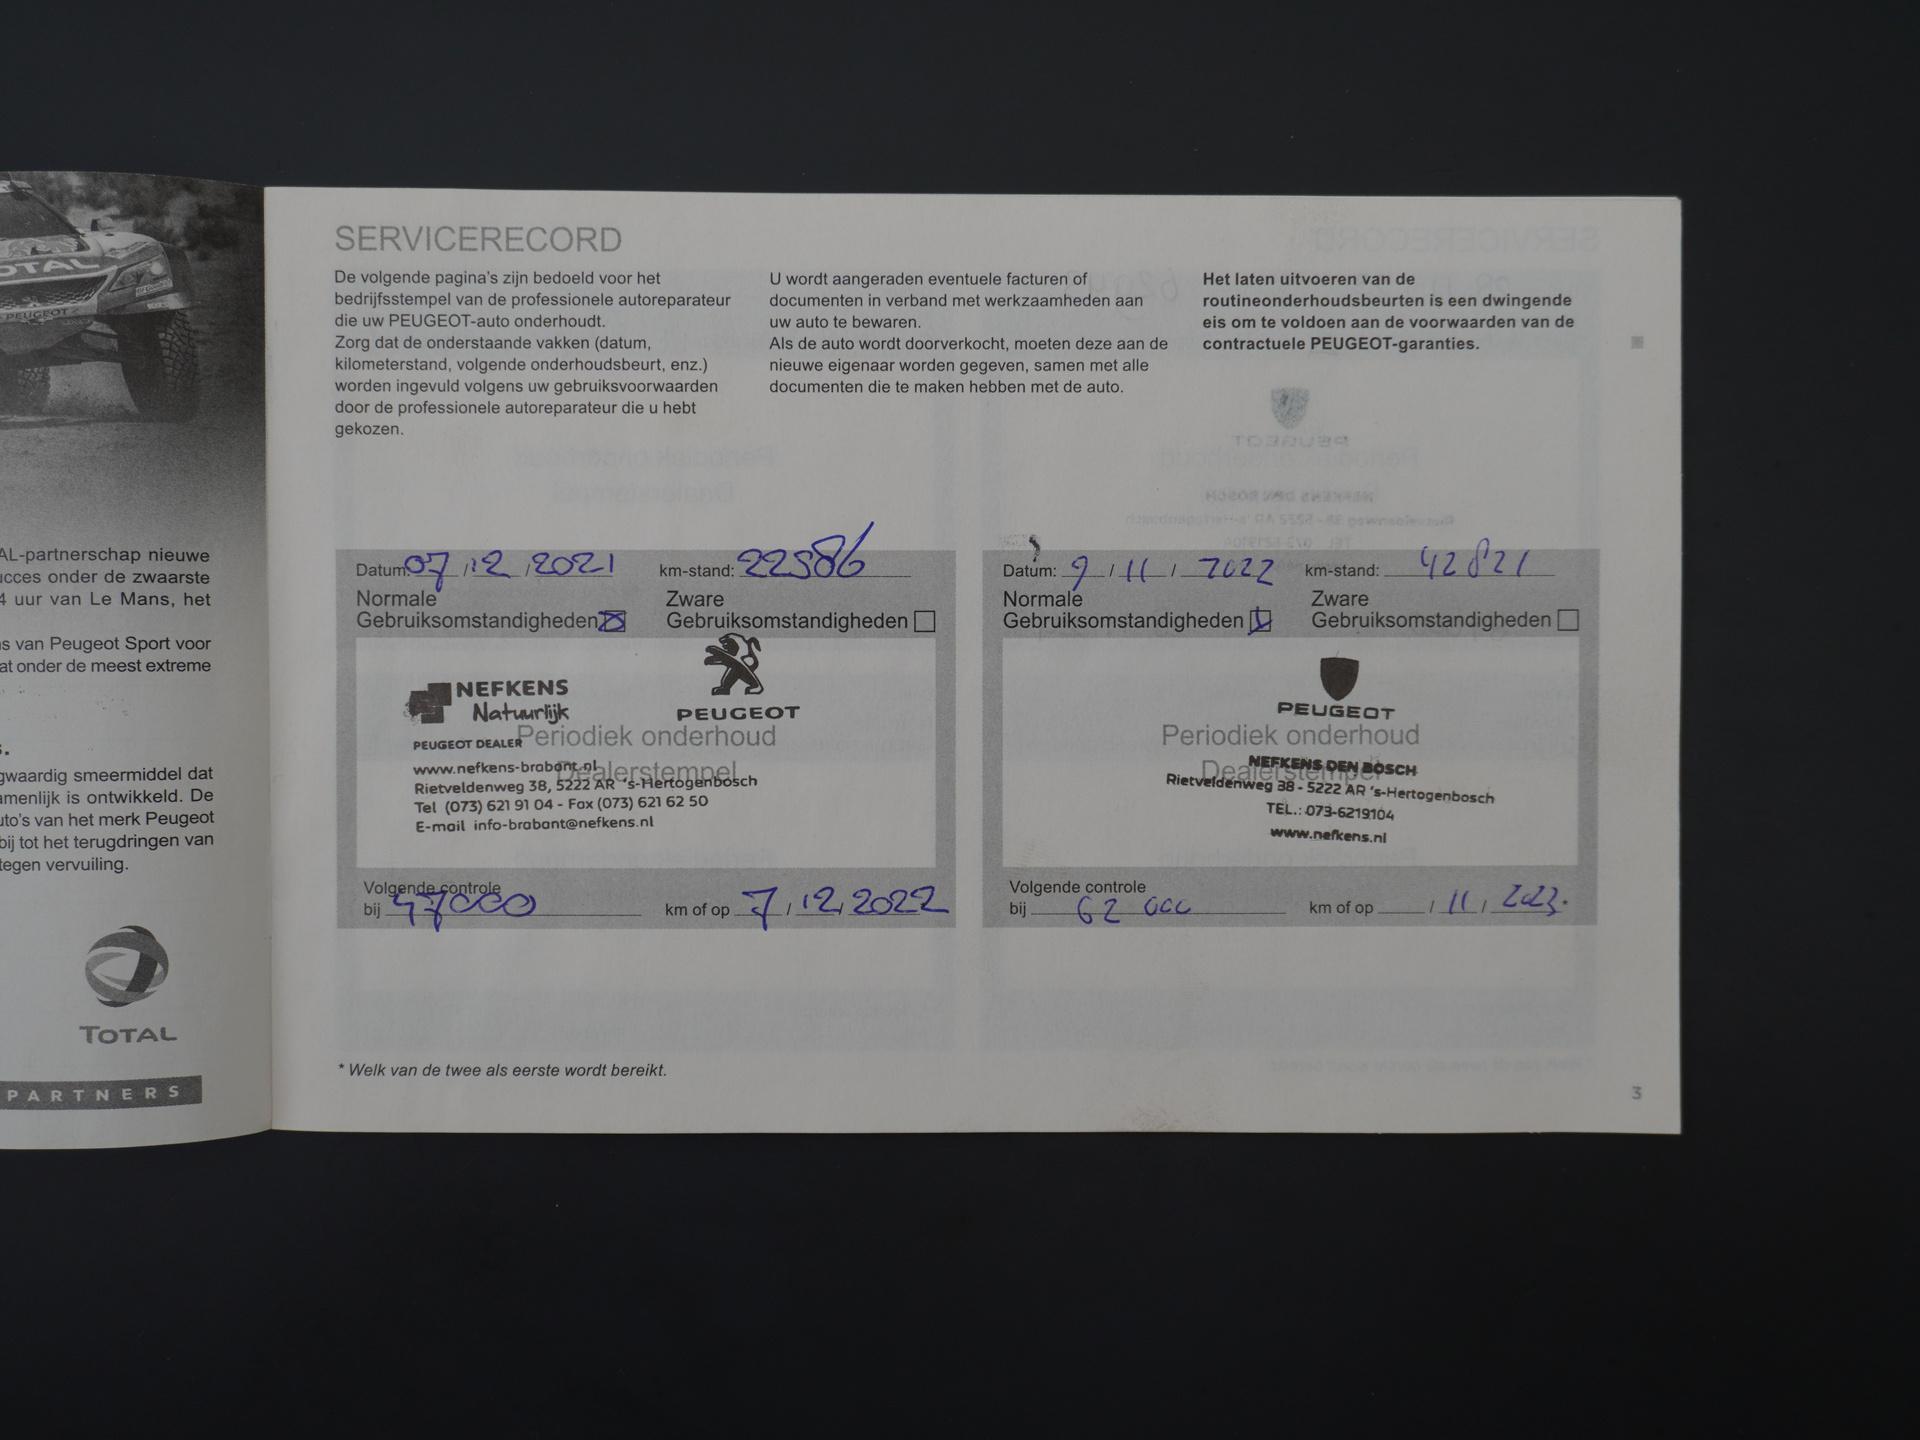 OTAL
PEUGEOT
AL-partnerschap nieuwe
ucces onder de zwaarste
4 uur van Le Mans, het
ns van Peugeot Sport voor
at onder de meest extreme
s.
gwaardig smeermiddel dat
amenlijk is ontwikkeld. De
uto's van het merk Peugeot
bij tot het terugdringen van
tegen vervuiling.
TOTAL
PARTNERS
SERVICERECORD
De volgende pagina's zijn bedoeld voor het
bedrijfsstempel van de professionele autoreparateur
die uw PEUGEOT-auto onderhoudt.
Zorg dat de onderstaande vakken (datum,
kilometerstand, volgende onderhoudsbeurt, enz.)
worden ingevuld volgens uw gebruiksvoorwaarden
door de professionele autoreparateur die u hebt
gekozen.
U wordt aangeraden eventuele facturen of
documenten in verband met werkzaamheden aan
uw auto te bewaren.
Als de auto wordt doorverkocht, moeten deze aan de
nieuwe eigenaar worden gegeven, samen met alle
documenten die te maken hebben met de auto.
Het laten uitvoeren van de
routineonderhoudsbeurten is een dwingende
eis om te voldoen aan de voorwaarden van de
contractuele PEUGEOT-garanties.
Datum: 07 / 12 / 2021 km-stand: 22586
Normale
Gebruiksomstandigheden
Zware
Gebruiksomstandigheden
NEFKENS
Natuurlijk
PEUGEOT
PEUGEOT DEALER
Periodiek onderhoud
Dealerstempel
www.nefkens-brabant.nl
Rietveldenweg 38, 5222 AR 's-Hertogenbosch
Tel (073) 621 91 04 - Fax (073) 621 62 50
E-mail info-brabant@nefkens.nl
Volgende controle
bij 47000 km of op 7 / 12 / 2022
Datum: 9 / 11 / 2022 km-stand: 42821
Normale
Gebruiksomstandigheden
Zware
Gebruiksomstandigheden
PEUGEOT
Periodiek onderhoud
Dealerstempel
NEFKENS DEN BOSCH
Rietveldenweg 38 - 5222 AR 's-Hertogenbosch
TEL.: 073-6219104
www.nefkens.nl
Volgende controle
bij 62 000 km of op / 11 / 2023.
* Welk van de twee als eerste wordt bereikt.
3